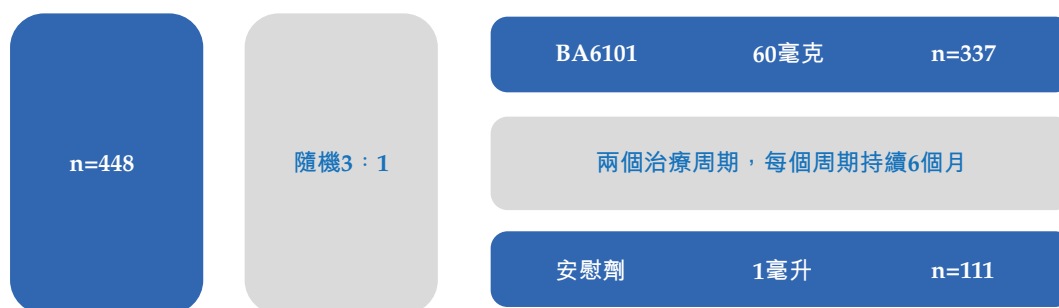 n=448
隨機3：1
BA6101 60毫克 n=337
兩個治療周期，每個周期持續6個月
安慰劑 1毫升 n=111